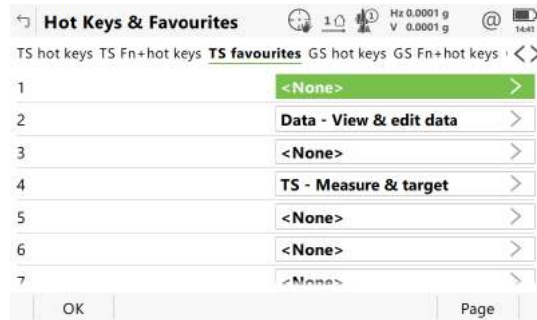 Hot Keys & Favourites 1 1 Hz 0.0001 g @
V 0.0001 g 14:41
TS hot keys TS Fn+hot keys TS favourites GS hot keys GS Fn+hot keys
1 <None>
2 Data - View & edit data
3 <None>
4 TS - Measure & target
5 <None>
6 <None>
7 <None>
OK Page